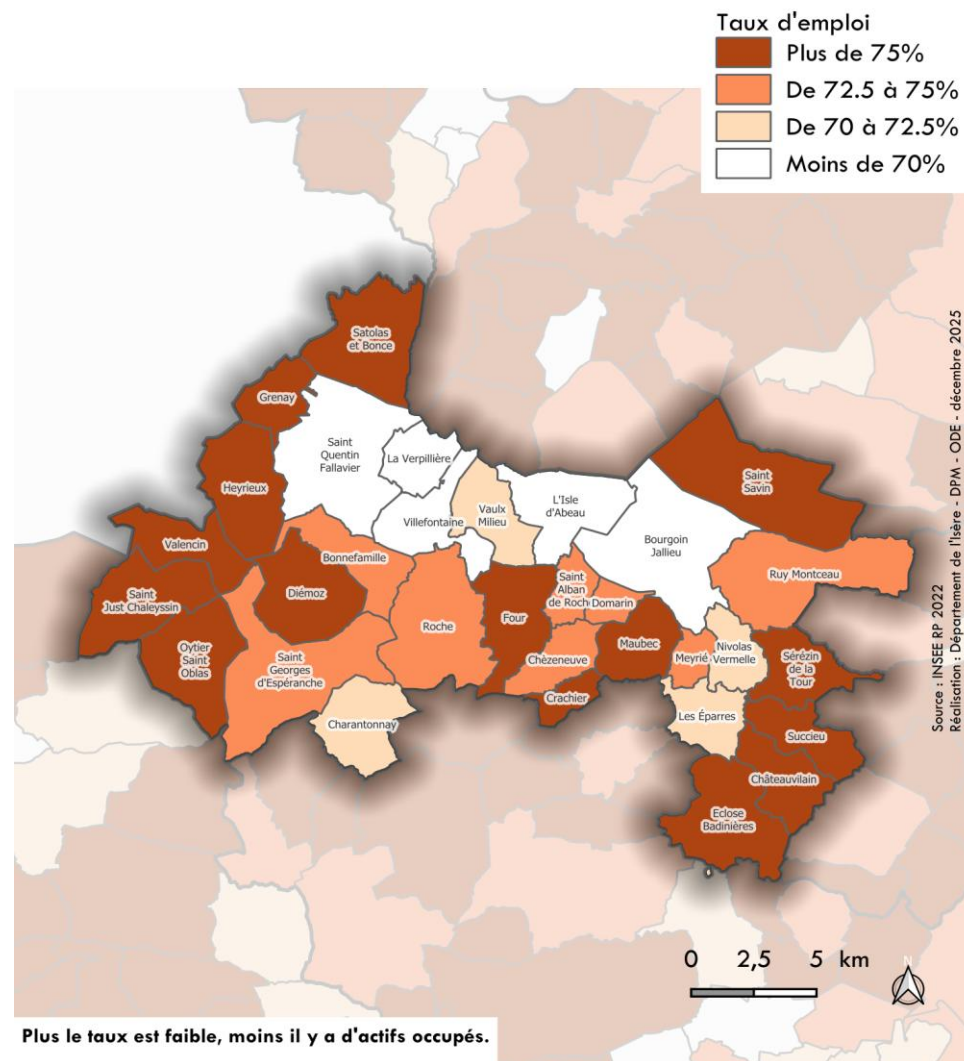 Taux d'emploi
Plus de 75%
De 72.5 à 75%
De 70 à 72.5%
Moins de 70%
Satolas
et Bonce
Grenay
Saint
Quentin
Fallavier
La Verpillière
Heyrieux
Villefontaine
Vaulx
Milieu
L'Isle
d'Abeau
Saint
Savin
Bourgoin
Jallieu
Valencin
Bonnefamille
Ruy Montceau
Saint
Just Chaleyssin
Diémoz
Saint
Alban
de Roch
Domarin
Four
Roche
Maubec
Nivolas
Vermelle
Meyrié
Oytier
Saint
Oblas
Saint
Georges
d'Espéranche
Chèzeneuve
Sérézin
de la
Tour
Crachier
Charantonnay
Les Éparres
Succieu
Châteauvilain
Eclose
Badinières
Source : INSEE RP 2022
Réalisation : Département de l'Isère - DPM - ODE - décembre 2025
0 2,5 5 km
N
Plus le taux est faible, moins il y a d'actifs occupés.